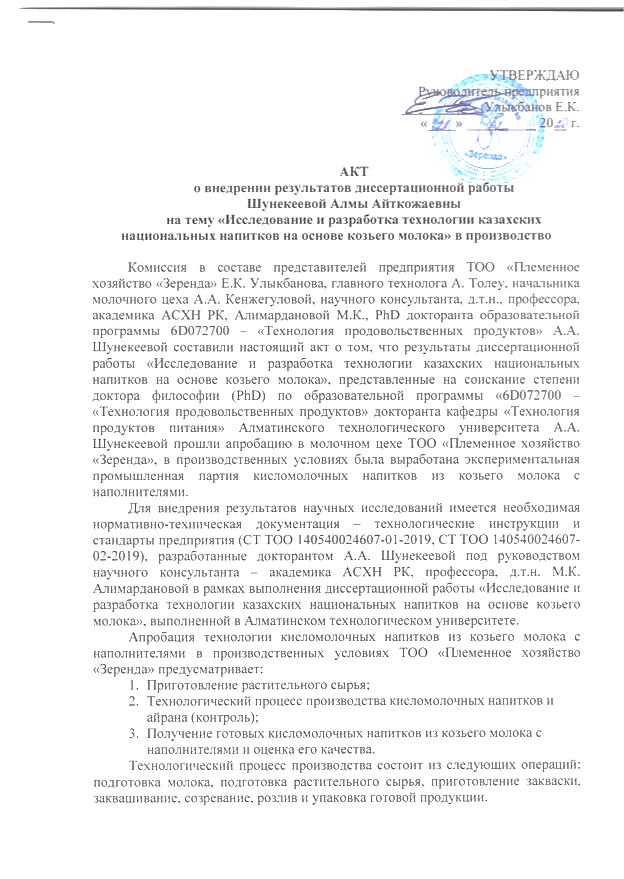 УТВЕРЖДАЮ
Руководитель предприятия
Улыкбанов Е.К.
« » 20 г.
«Зеренда»
АКТ
о внедрении результатов диссертационной работы
Шунекеевой Алмы Айткожаевны
на тему «Исследование и разработка технологии казахских
национальных напитков на основе козьего молока» в производство
Комиссия в составе представителей предприятия ТОО «Племенное
хозяйство «Зеренда» Е.К. Улыкбанова, главного технолога А. Толеу, начальника
молочного цеха А.А. Кенжегуловой, научного консультанта, д.т.н., профессора,
академика АСХН РК, Алимардановой М.К., PhD докторанта образовательной
программы 6D072700 – «Технология продовольственных продуктов» А.А.
Шунекеевой составили настоящий акт о том, что результаты диссертационной
работы «Исследование и разработка технологии казахских национальных
напитков на основе козьего молока», представленные на соискание степени
доктора философии (PhD) по образовательной программы «6D072700 –
«Технология продовольственных продуктов» докторанта кафедры «Технология
продуктов питания» Алматинского технологического университета А.А.
Шунекеевой прошли апробацию в молочном цехе ТОО «Племенное хозяйство
«Зеренда», в производственных условиях была выработана экспериментальная
промышленная партия кисломолочных напитков из козьего молока с
наполнителями.
Для внедрения результатов научных исследований имеется необходимая
нормативно-техническая документация – технологические инструкции и
стандарты предприятия (СТ ТОО 140540024607-01-2019, СТ ТОО 140540024607-
02-2019), разработанные докторантом А.А. Шунекеевой под руководством
научного консультанта – академика АСХН РК, профессора, д.т.н. М.К.
Алимардановой в рамках выполнения диссертационной работы «Исследование и
разработка технологии казахских национальных напитков на основе козьего
молока», выполненной в Алматинском технологическом университете.
Апробация технологии кисломолочных напитков из козьего молока с
наполнителями в производственных условиях ТОО «Племенное хозяйство
«Зеренда» предусматривает:
1. Приготовление растительного сырья;
2. Технологический процесс производства кисломолочных напитков и
айрана (контроль);
3. Получение готовых кисломолочных напитков из козьего молока с
наполнителями и оценка его качества.
Технологический процесс производства состоит из следующих операций:
подготовка молока, подготовка растительного сырья, приготовление закваски,
заквашивание, созревание, розлив и упаковка готовой продукции.